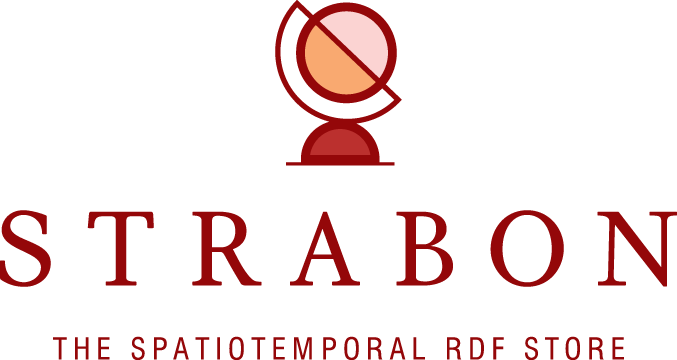 STRABON
THE SPATIOTEMPORAL RDF STORE